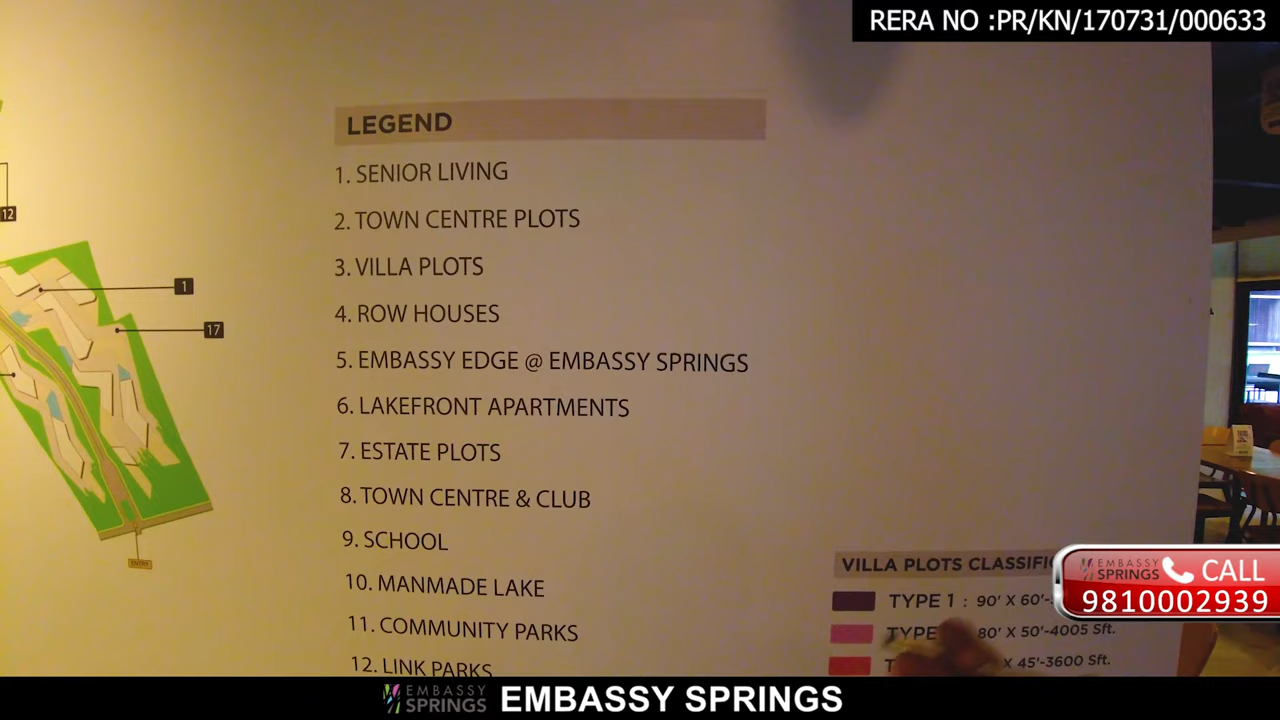 RERA NO :PR/KN/170731/000633
LEGEND
1. SENIOR LIVING
2. TOWN CENTRE PLOTS
3. VILLA PLOTS
4. ROW HOUSES
5. EMBASSY EDGE @ EMBASSY SPRINGS
6. LAKEFRONT APARTMENTS
7. ESTATE PLOTS
8. TOWN CENTRE & CLUB
9. SCHOOL
10. MANMADE LAKE
11. COMMUNITY PARKS
12. LINK PARKS
12
1
17
ENTRY
VILLA PLOTS
TYPE 1 : 90' X 60'-
TYPE 80' X 50'-4005 Sft.
X 45'-3600 Sft.
EMBASSY
SPRINGS
CALL
9810002939
EMBASSY
SPRINGS
EMBASSY SPRINGS